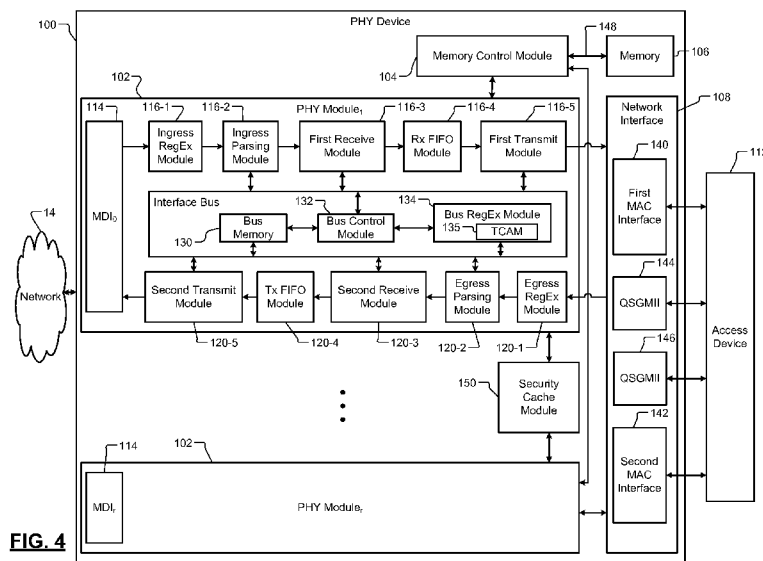 100
PHY Device
148
Memory Control Module
104
Memory
106
102
114
116-1
116-2
PHY Module1
116-3
116-4
116-5
Network Interface
108
Ingress RegEx Module
Ingress Parsing Module
First Receive Module
Rx FIFO Module
First Transmit Module
140
First MAC Interface
112
MDI0
Interface Bus
132
134
Bus RegEx Module
135
TCAM
Bus Memory
130
Bus Control Module
14
Network
144
QSGMII
Second Transmit Module
Tx FIFO Module
Second Receive Module
Egress Parsing Module
Egress RegEx Module
120-5
120-4
120-3
120-2
120-1
Access Device
146
QSGMII
150
Security Cache Module
142
Second MAC Interface
102
114
MDIr
PHY Moduler
FIG. 4